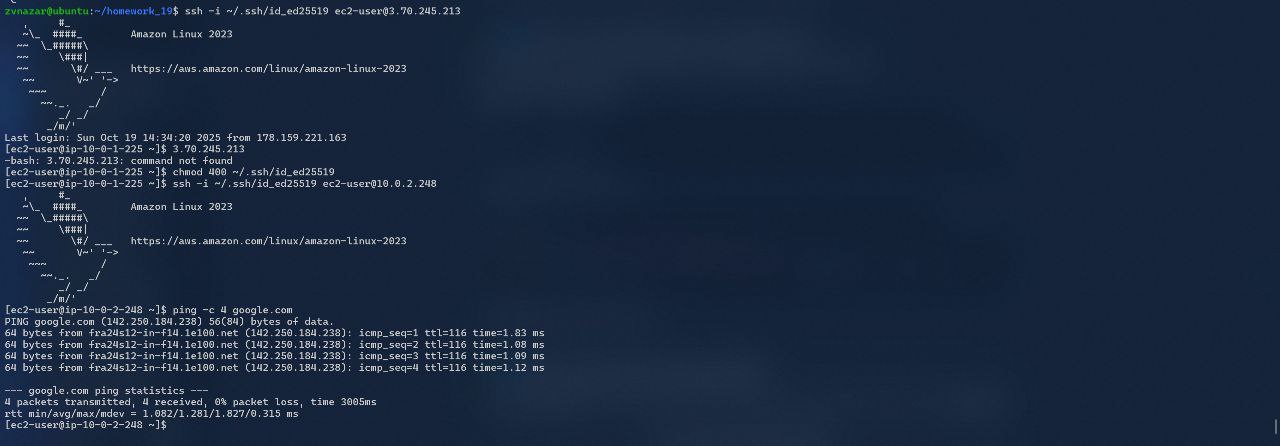 zvnazar@ubuntu:~/homework_19$ ssh -i ~/.ssh/id_ed25519 ec2-user@3.70.245.213
   ,     #_
   ~\_  ####_        Amazon Linux 2023
  ~~  \_#####\
  ~~     \###|
  ~~       \#/ ___   https://aws.amazon.com/linux/amazon-linux-2023
   ~~       V~' '->
    ~~~         /
      ~~._.   _/
         _/ _/
       _/m/'
Last login: Sun Oct 19 14:34:20 2025 from 178.159.221.163
[ec2-user@ip-10-0-1-225 ~]$ 3.70.245.213
-bash: 3.70.245.213: command not found
[ec2-user@ip-10-0-1-225 ~]$ chmod 400 ~/.ssh/id_ed25519
[ec2-user@ip-10-0-1-225 ~]$ ssh -i ~/.ssh/id_ed25519 ec2-user@10.0.2.248
   ,     #_
   ~\_  ####_        Amazon Linux 2023
  ~~  \_#####\
  ~~     \###|
  ~~       \#/ ___   https://aws.amazon.com/linux/amazon-linux-2023
   ~~       V~' '->
    ~~~         /
      ~~._.   _/
         _/ _/
       _/m/'
[ec2-user@ip-10-0-2-248 ~]$ ping -c 4 google.com
PING google.com (142.250.184.238) 56(84) bytes of data.
64 bytes from fra24s12-in-f14.1e100.net (142.250.184.238): icmp_seq=1 ttl=116 time=1.83 ms
64 bytes from fra24s12-in-f14.1e100.net (142.250.184.238): icmp_seq=2 ttl=116 time=1.08 ms
64 bytes from fra24s12-in-f14.1e100.net (142.250.184.238): icmp_seq=3 ttl=116 time=1.09 ms
64 bytes from fra24s12-in-f14.1e100.net (142.250.184.238): icmp_seq=4 ttl=116 time=1.12 ms

--- google.com ping statistics ---
4 packets transmitted, 4 received, 0% packet loss, time 3005ms
rtt min/avg/max/mdev = 1.082/1.281/1.827/0.315 ms
[ec2-user@ip-10-0-2-248 ~]$